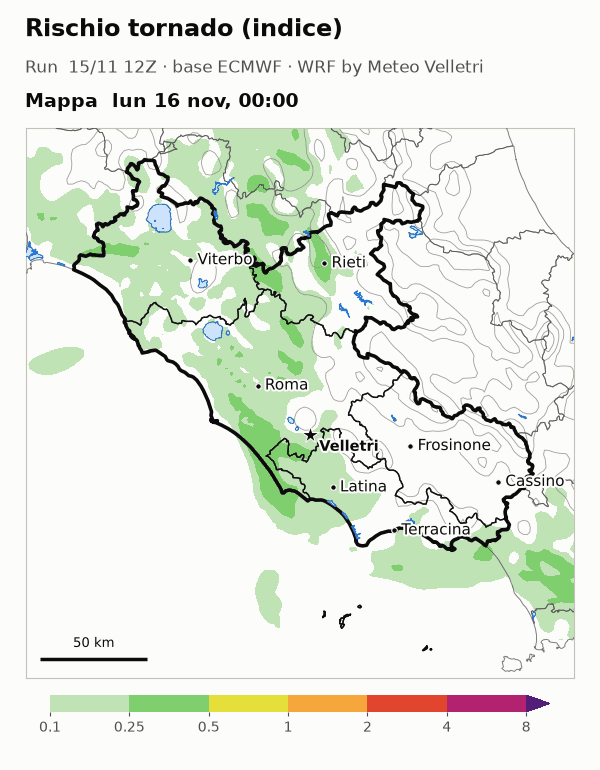 Rischio tornado (indice)
Run 15/11 12Z · base ECMWF · WRF by Meteo Velletri
Mappa lun 16 nov, 00:00
Viterbo
Rieti
Roma
Velletri
Frosinone
Latina
Cassino
Terracina
50 km
0.1 0.25 0.5 1 2 4 8